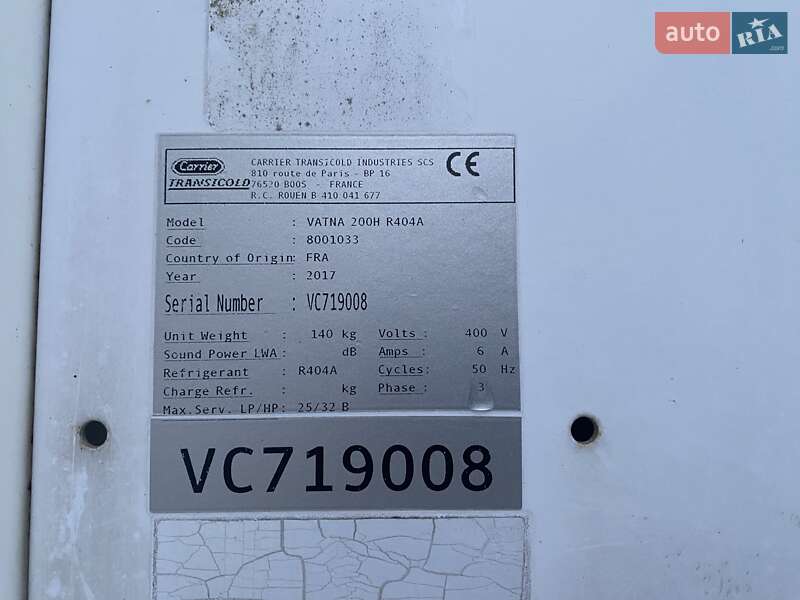 auto RIA .com
Carrier
TRANSICOLD
CARRIER TRANSICOLD INDUSTRIES SCS
810 route de Paris - BP 16
76520 BOOS - FRANCE
R.C. ROUEN B 410 041 677
CE
Model : VATNA 200H R404A
Code : 8001033
Country of Origin: FRA
Year : 2017
Serial Number : VC719008
Unit Weight : 140 kg Volts : 400 V
Sound Power LWA: dB Amps : 6 A
Refrigerant : R404A Cycles: 50 Hz
Charge Refr. : kg Phase : 3
Max.Serv. LP/HP: 25/32 B
VC719008